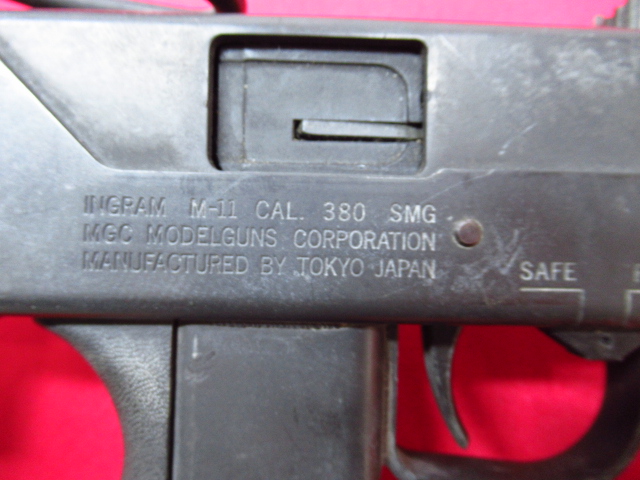 INGRAM M-11 CAL. 380 SMG
MGC MODELGUNS CORPORATION
MANUFACTURED BY TOKYO JAPAN
SAFE